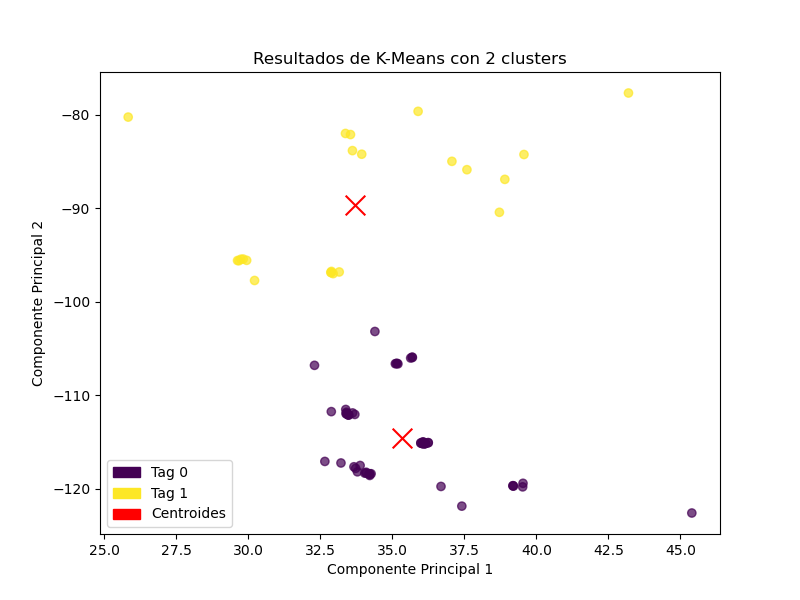 Resultados de K-Means con 2 clusters
Componente Principal 2
−80
−90
−100
−110
−120
Tag 0
Tag 1
Centroides
25.0 27.5 30.0 32.5 35.0 37.5 40.0 42.5 45.0
Componente Principal 1